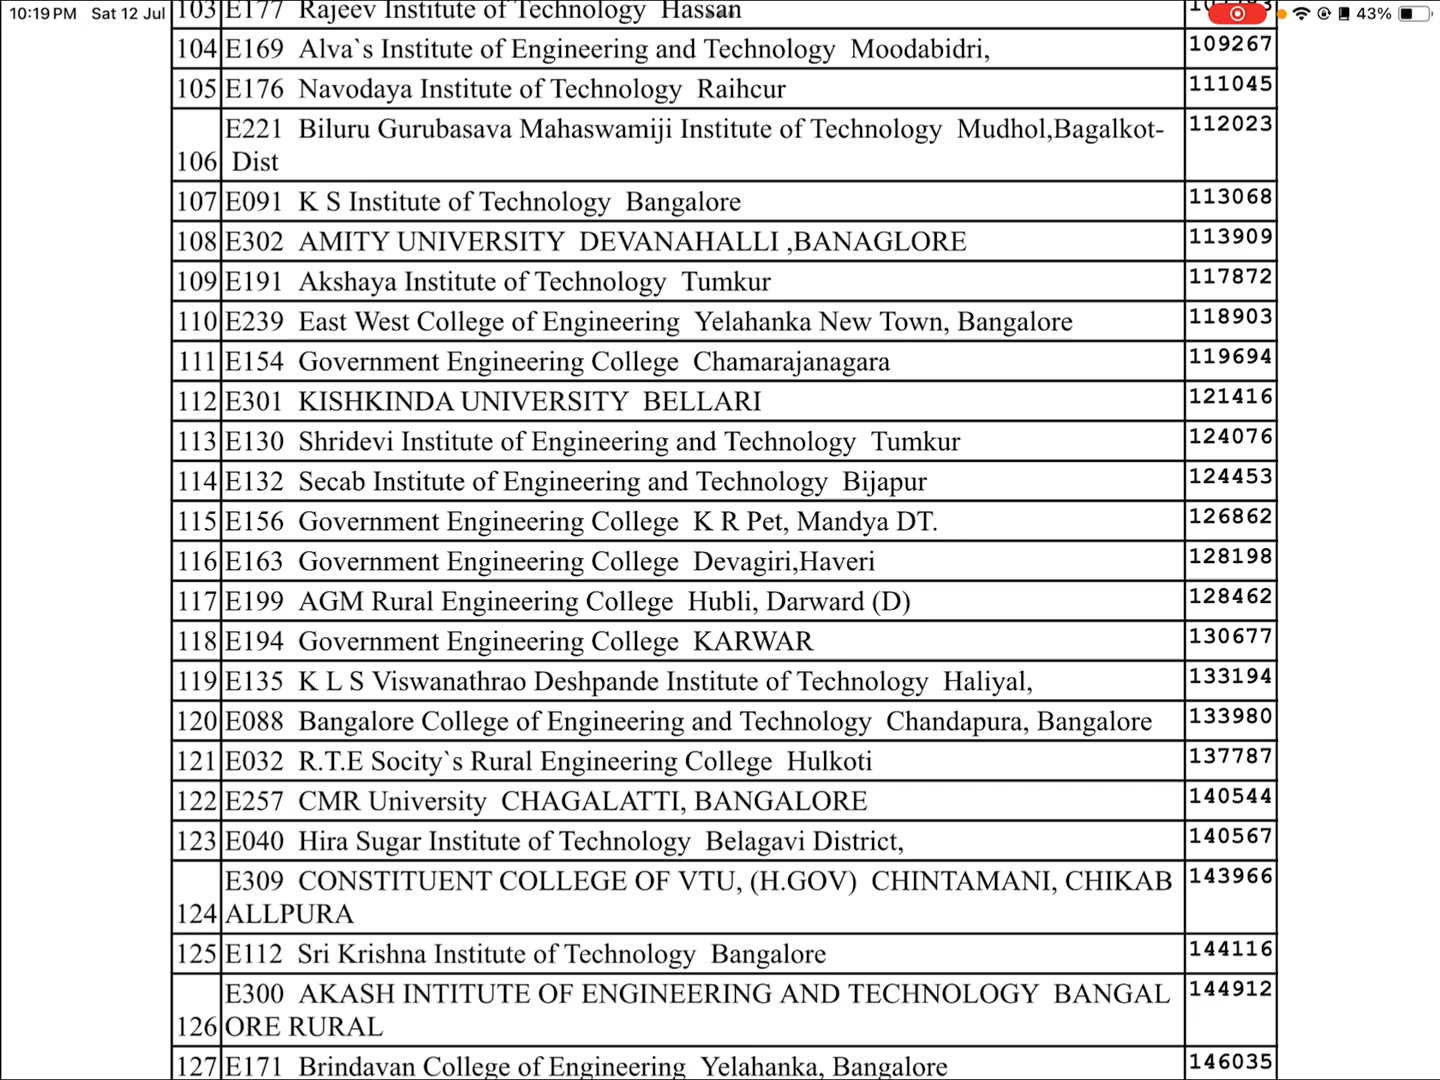 10:19 PM Sat 12 Jul 43%
103 E177 Rajeev Institute of Technology Hassan
104 E169 Alva`s Institute of Engineering and Technology Moodabidri, 109267
105 E176 Navodaya Institute of Technology Raihcur 111045
E221 Biluru Gurubasava Mahaswamiji Institute of Technology Mudhol,Bagalkot- 112023
106 Dist
107 E091 K S Institute of Technology Bangalore 113068
108 E302 AMITY UNIVERSITY DEVANAHALLI ,BANAGLORE 113909
109 E191 Akshaya Institute of Technology Tumkur 117872
110 E239 East West College of Engineering Yelahanka New Town, Bangalore 118903
111 E154 Government Engineering College Chamarajanagara 119694
112 E301 KISHKINDA UNIVERSITY BELLARI 121416
113 E130 Shridevi Institute of Engineering and Technology Tumkur 124076
114 E132 Secab Institute of Engineering and Technology Bijapur 124453
115 E156 Government Engineering College K R Pet, Mandya DT. 126862
116 E163 Government Engineering College Devagiri,Haveri 128198
117 E199 AGM Rural Engineering College Hubli, Darward (D) 128462
118 E194 Government Engineering College KARWAR 130677
119 E135 K L S Viswanathrao Deshpande Institute of Technology Haliyal, 133194
120 E088 Bangalore College of Engineering and Technology Chandapura, Bangalore 133980
121 E032 R.T.E Socity`s Rural Engineering College Hulkoti 137787
122 E257 CMR University CHAGALATTI, BANGALORE 140544
123 E040 Hira Sugar Institute of Technology Belagavi District, 140567
E309 CONSTITUENT COLLEGE OF VTU, (H.GOV) CHINTAMANI, CHIKAB 143966
124 ALLPURA
125 E112 Sri Krishna Institute of Technology Bangalore 144116
E300 AKASH INTITUTE OF ENGINEERING AND TECHNOLOGY BANGAL 144912
126 ORE RURAL
127 E171 Brindavan College of Engineering Yelahanka, Bangalore 146035